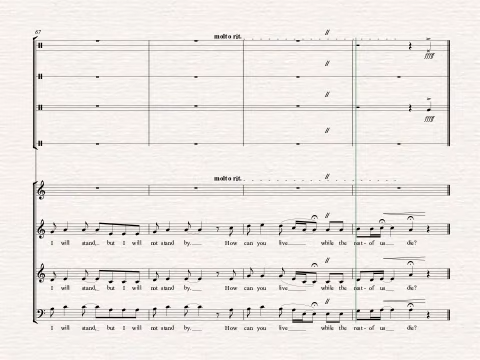 67
molto rit.
ffff
ffff
molto rit.
I will stand, but I will not stand by. How can you live while the rest - of us die?
I will stand, but I will not stand by. How can you live while the rest - of us die?
I will stand, but I will not stand by. How can you live while the rest - of us die?